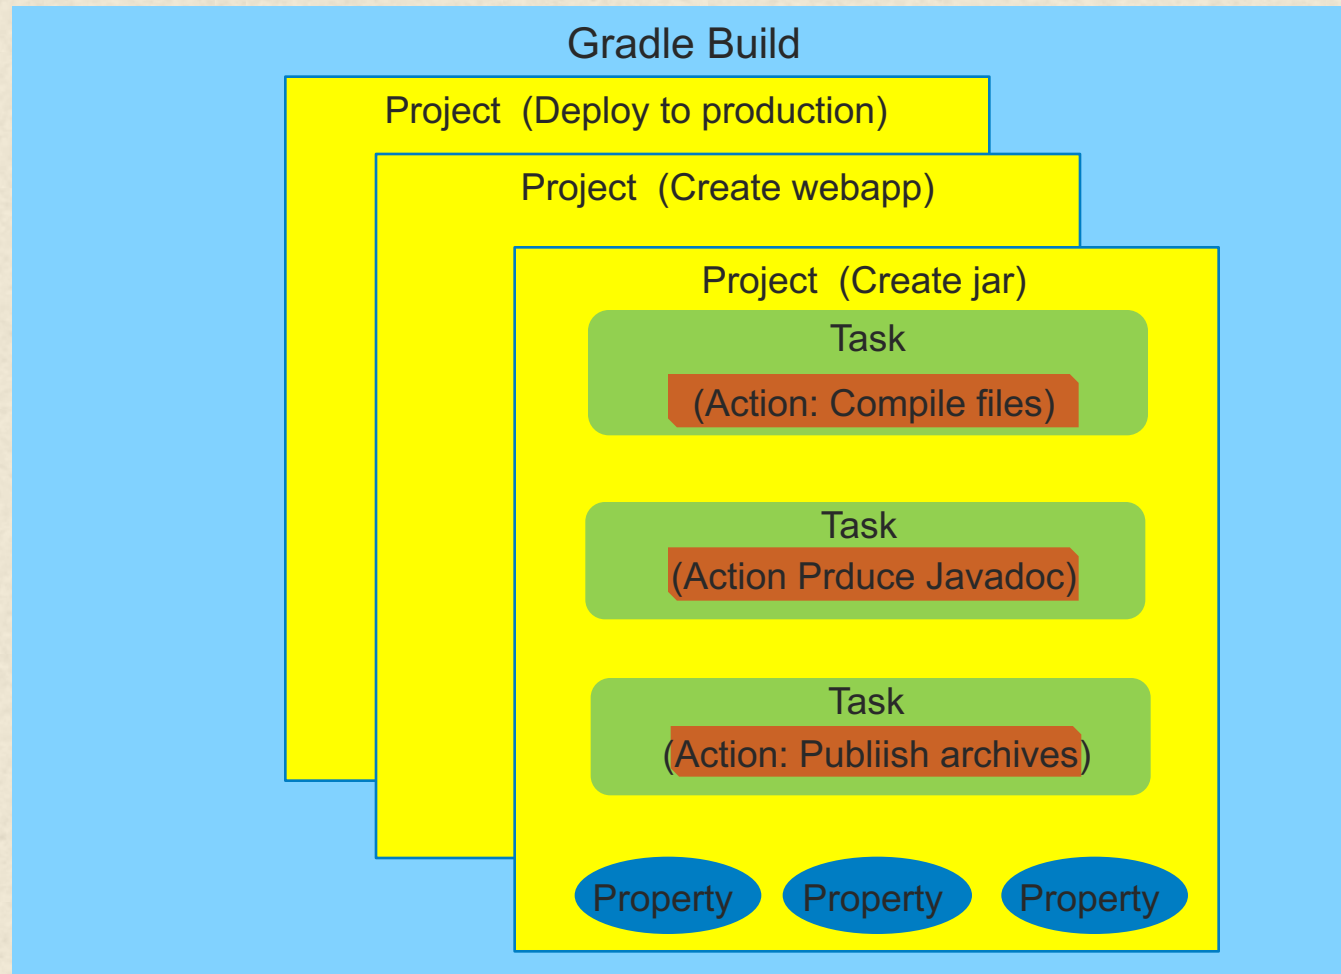 Gradle Build
Project (Deploy to production)
Project (Create webapp)
Project (Create jar)
Task
(Action: Compile files)
Task
(Action Prduce Javadoc)
Task
(Action: Publiish archives)
Property Property Property